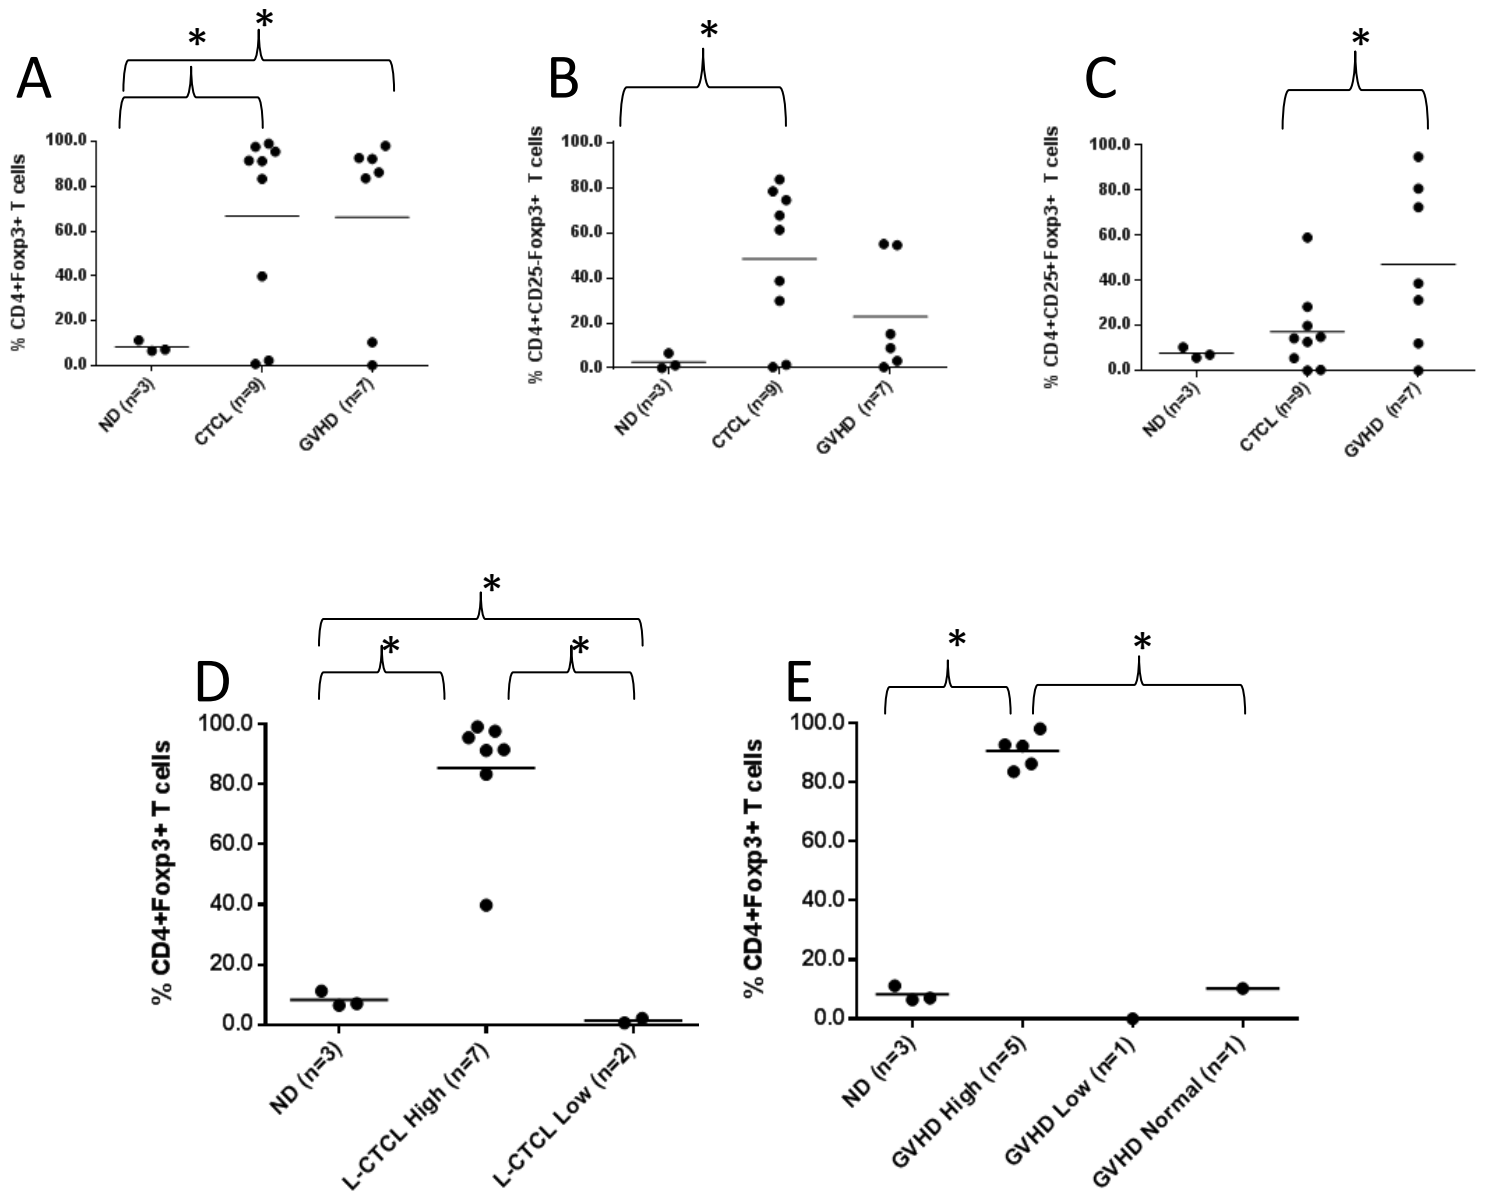 A
*
*
% CD4+Foxp3+ T cells
100.0
80.0
60.0
40.0
20.0
0.0
ND (n=3)
CTCL (n=9)
GVHD (n=7)
B
*
% CD4+CD25-Foxp3+ T cells
100.0
80.0
60.0
40.0
20.0
0.0
ND (n=3)
CTCL (n=9)
GVHD (n=7)
C
*
% CD4+CD25+Foxp3+ T cells
100.0
80.0
60.0
40.0
20.0
0.0
ND (n=3)
CTCL (n=9)
GVHD (n=7)
D
*
*
*
% CD4+Foxp3+ T cells
100.0
80.0
60.0
40.0
20.0
0.0
ND (n=3)
L-CTCL High (n=7)
L-CTCL Low (n=2)
E
*
*
% CD4+Foxp3+ T cells
100.0
80.0
60.0
40.0
20.0
0.0
ND (n=3)
GVHD High (n=5)
GVHD Low (n=1)
GVHD Normal (n=1)